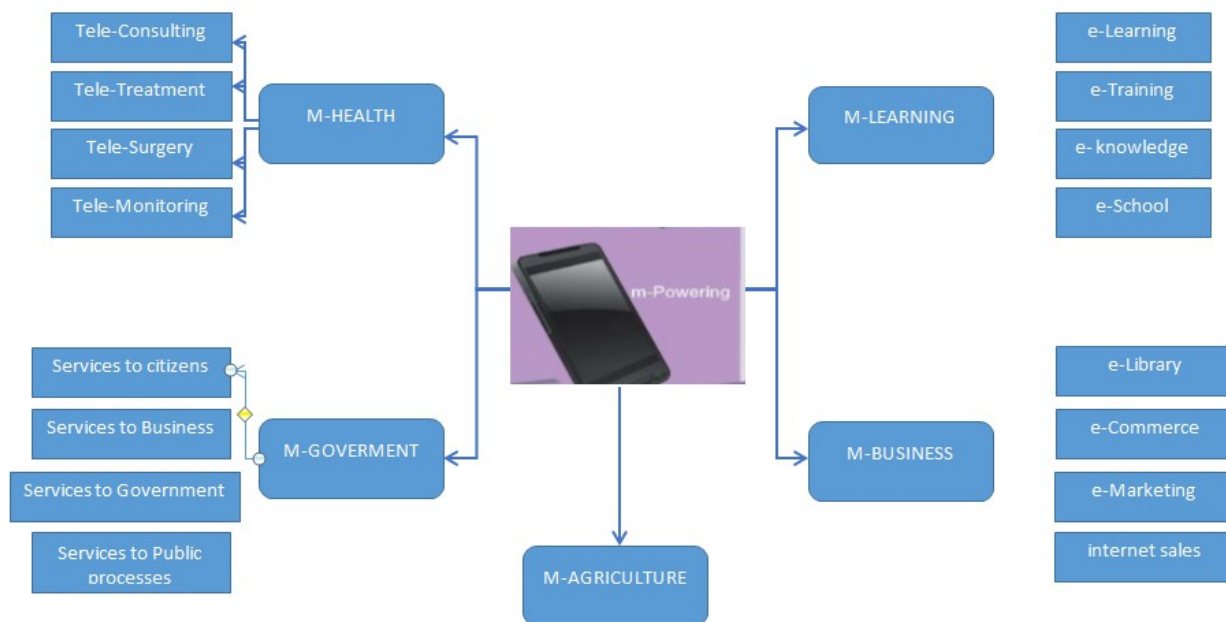 Tele-Consulting
Tele-Treatment
Tele-Surgery
Tele-Monitoring
M-HEALTH
M-LEARNING
e-Learning
e-Training
e- knowledge
e-School
m-Powering
Services to citizens
Services to Business
Services to Government
Services to Public
processes
M-GOVERMENT
M-BUSINESS
e-Library
e-Commerce
e-Marketing
internet sales
M-AGRICULTURE